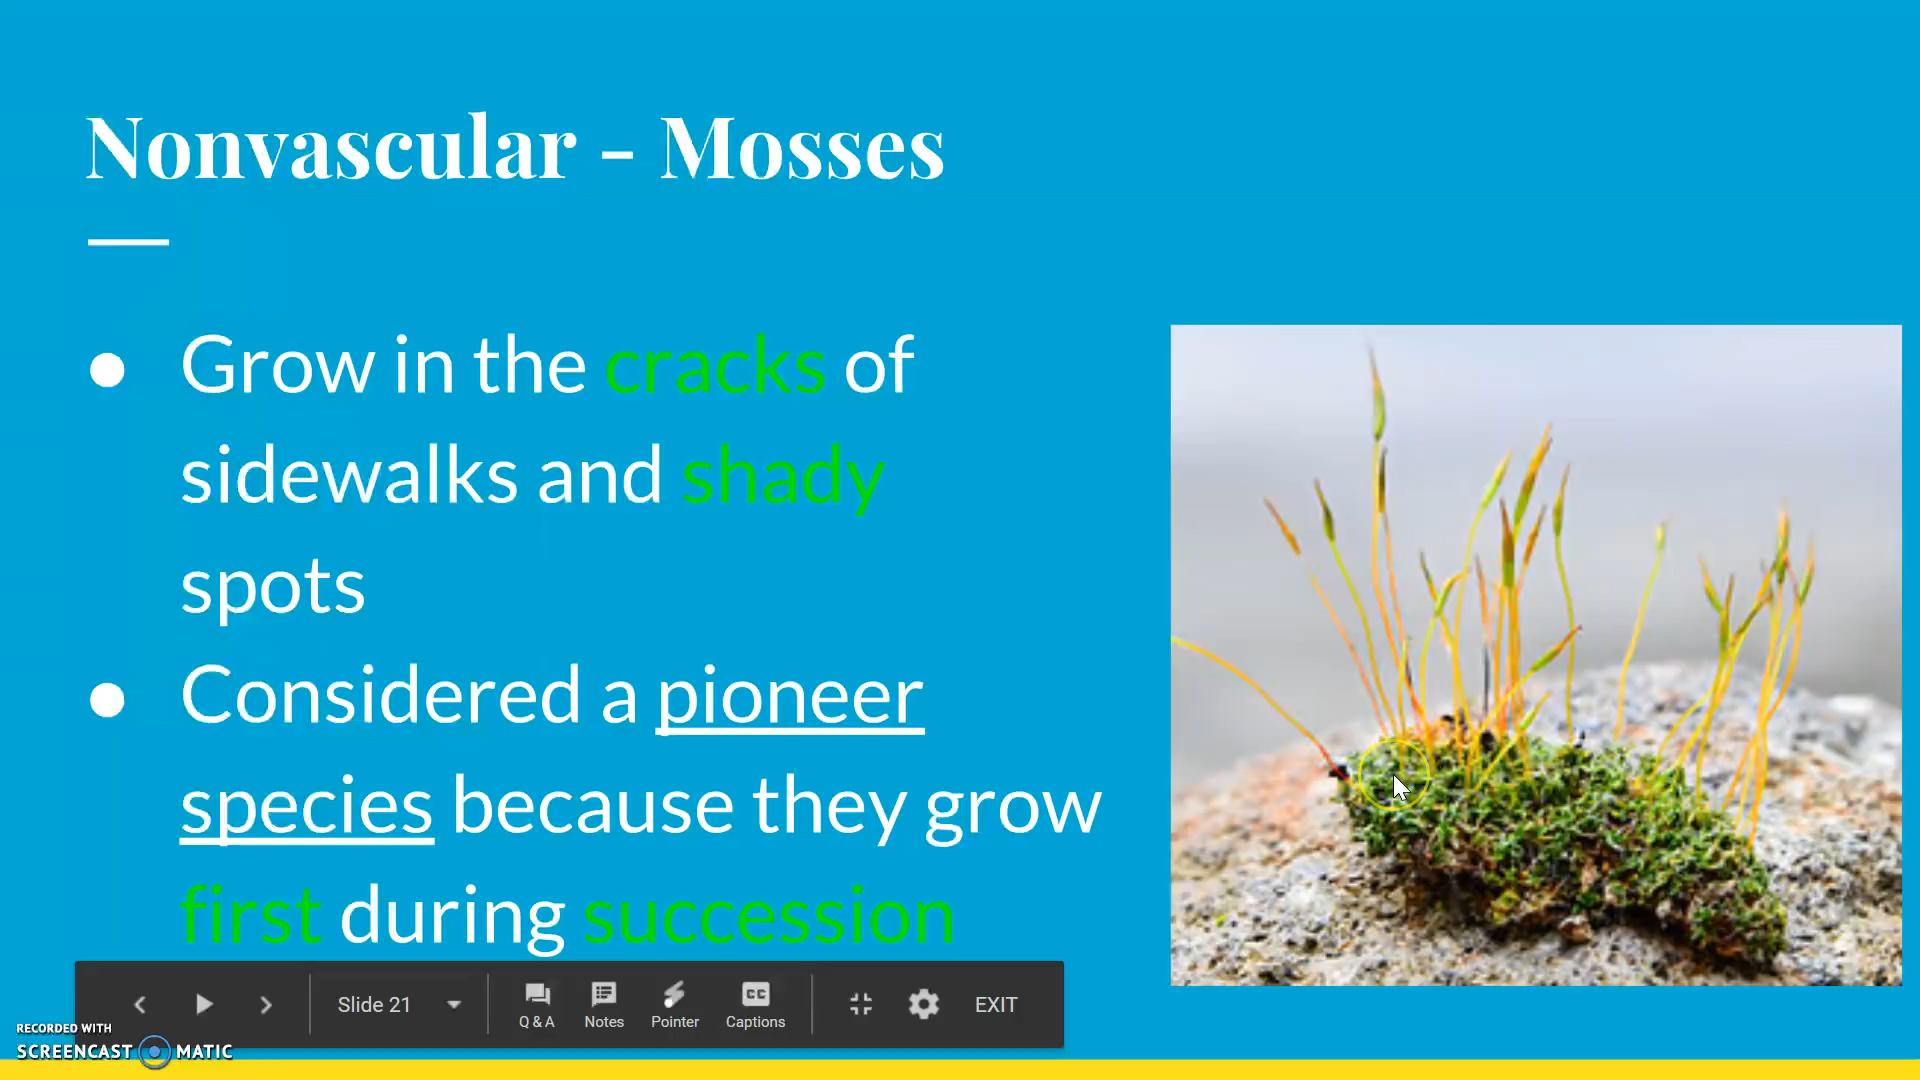 Nonvascular - Mosses
● Grow in the cracks of
sidewalks and shady
spots
● Considered a pioneer
species because they grow
first during succession
Slide 21
Q & A
Notes
Pointer
CC
Captions
EXIT
RECORDED WITH
SCREENCAST MATIC